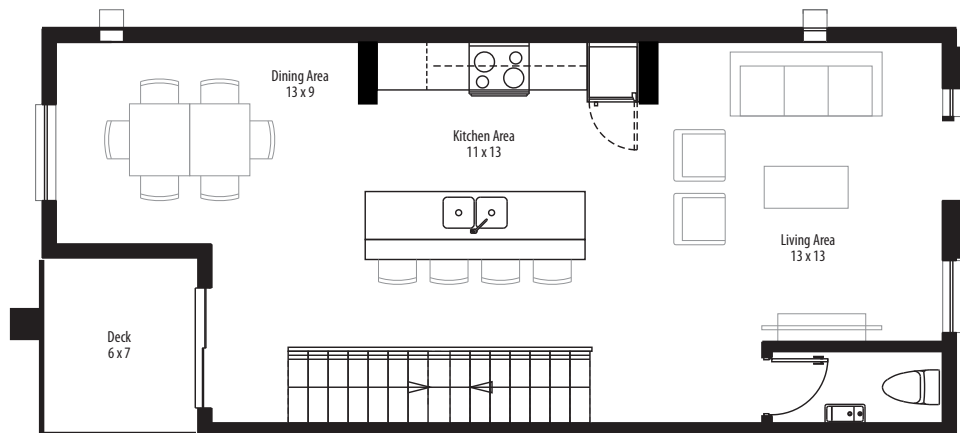 Dining Area
13 x 9
Kitchen Area
11 x 13
Living Area
13 x 13
Deck
6 x 7